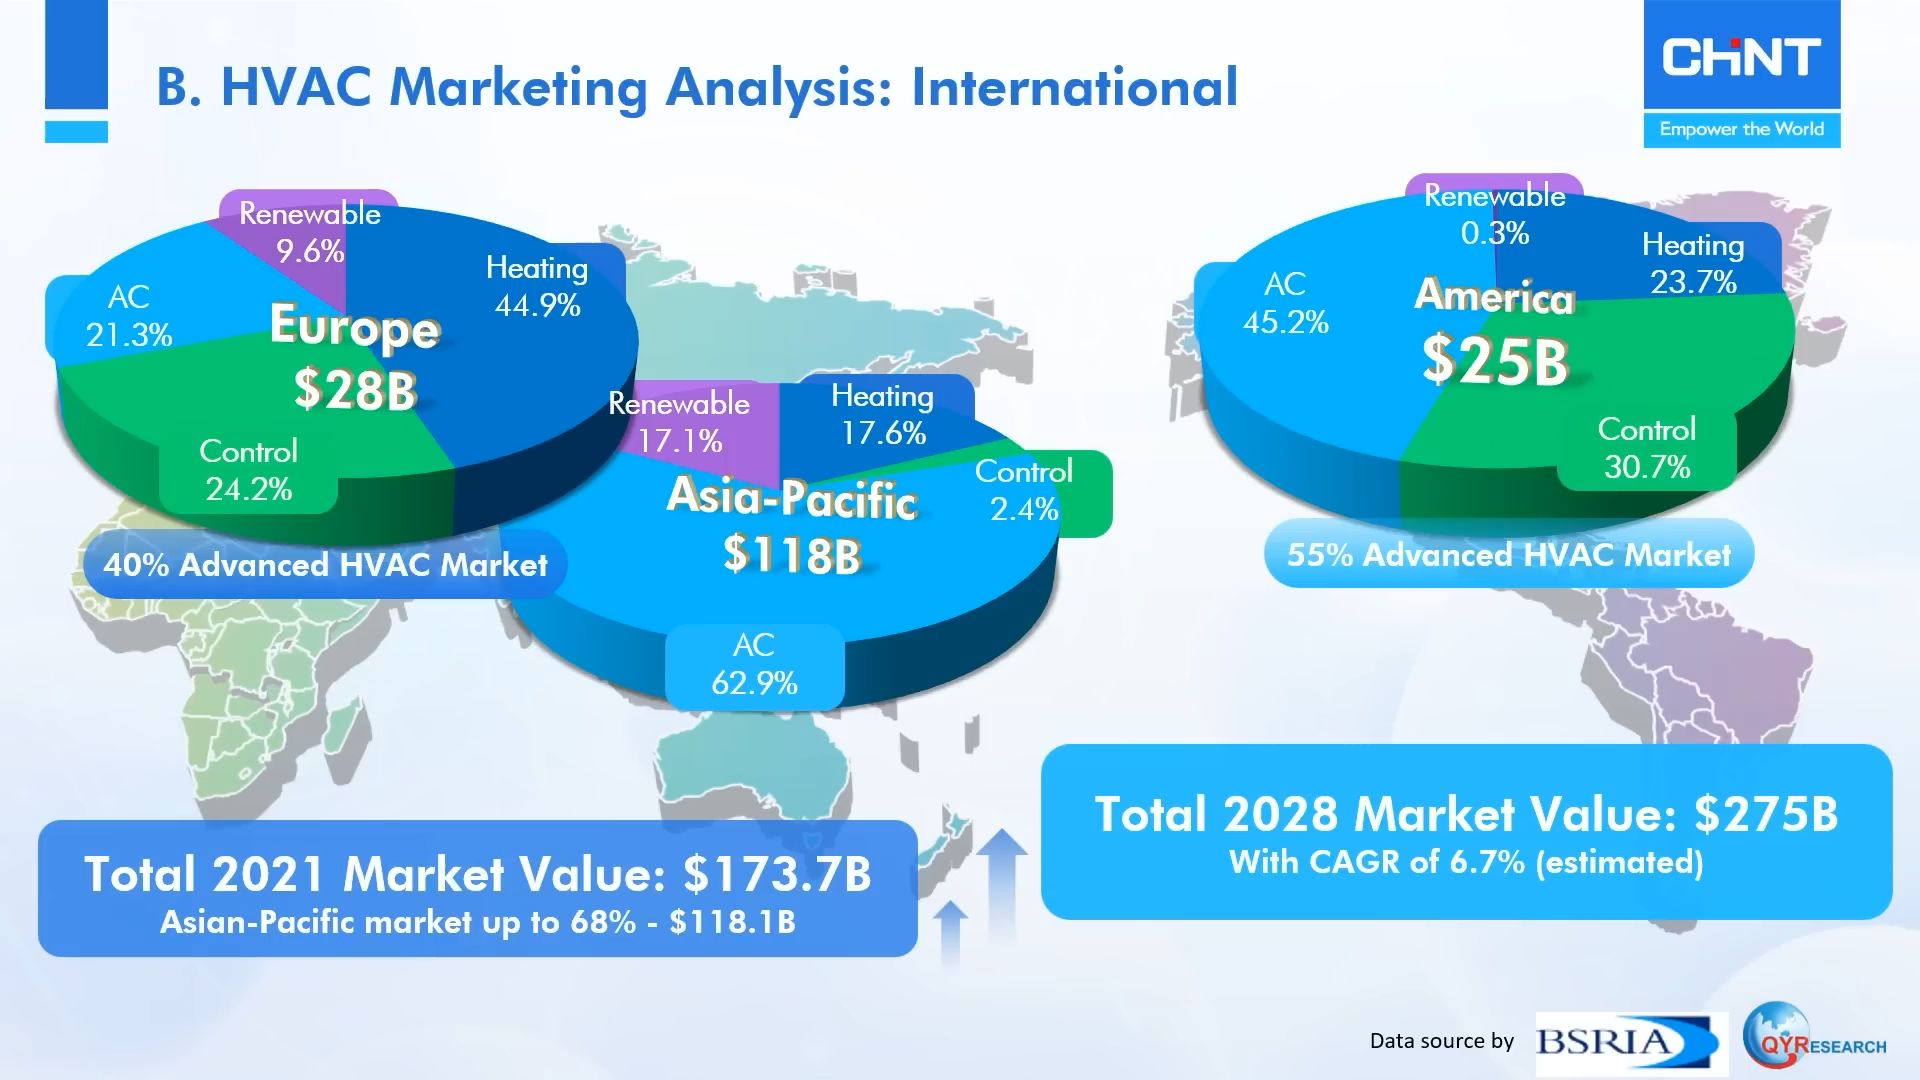 B. HVAC Marketing Analysis: International
CHiNT
Empower the World
Renewable
9.6%
Heating
44.9%
AC
21.3%
Europe
$28B
Control
24.2%
40% Advanced HVAC Market
Renewable
17.1%
Heating
17.6%
Control
2.4%
Asia-Pacific
$118B
AC
62.9%
Renewable
0.3%
Heating
23.7%
AC
45.2%
America
$25B
Control
30.7%
55% Advanced HVAC Market
Total 2021 Market Value: $173.7B
Asian-Pacific market up to 68% - $118.1B
Total 2028 Market Value: $275B
With CAGR of 6.7% (estimated)
Data source by
BSRIA
QYRESEARCH